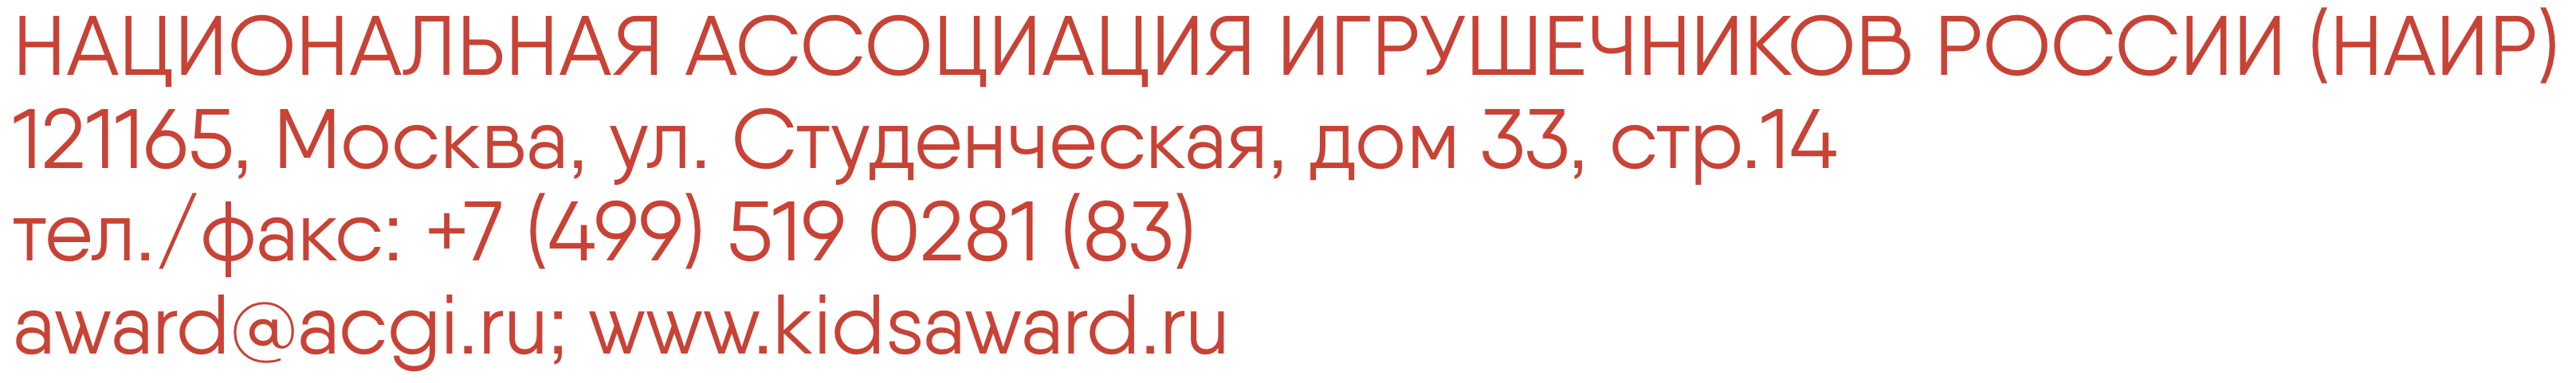 НАЦИОНАЛЬНАЯ АССОЦИАЦИЯ ИГРУШЕЧНИКОВ РОССИИ (НАИР)
121165, Москва, ул. Студенческая, дом 33, стр.14
тел./факс: +7 (499) 519 0281 (83)
award@acgi.ru; www.kidsaward.ru